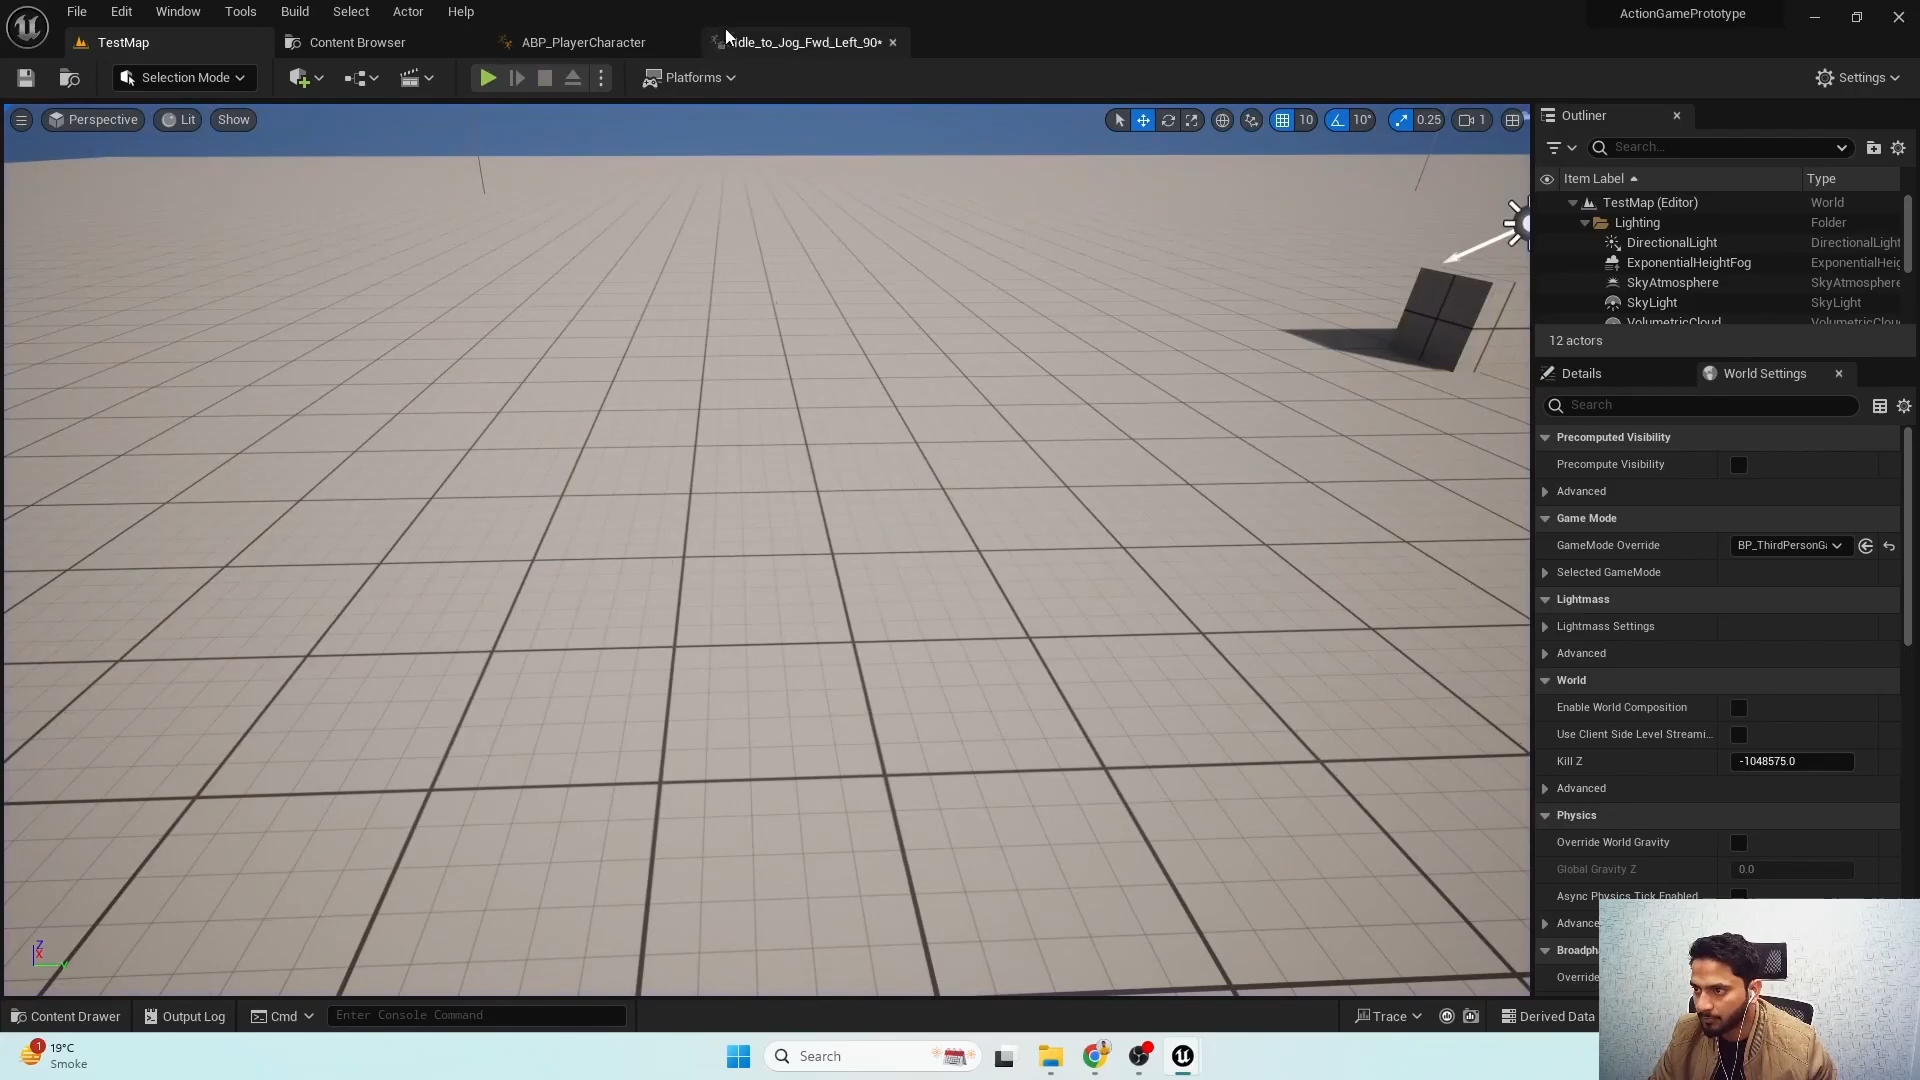 File Edit Window Tools Build Select Actor Help
ActionGamePrototype
TestMap
Content Browser
ABP_PlayerCharacter
Idle_to_Jog_Fwd_Left_90*
Selection Mode
Platforms
Settings
Perspective
Lit
Show
10
10°
0.25
1
Outliner
Search...
Item Label
Type
TestMap (Editor) World
Lighting Folder
DirectionalLight DirectionalLight
ExponentialHeightFog ExponentialHeig
SkyAtmosphere SkyAtmosphere
SkyLight SkyLight
VolumetricCloud VolumetricClou
12 actors
Details
World Settings
Search
Precomputed Visibility
Precompute Visibility
Advanced
Game Mode
GameMode Override BP_ThirdPersonG
Selected GameMode
Lightmass
Lightmass Settings
Advanced
World
Enable World Composition
Use Client Side Level Streami...
Kill Z -1048575.0
Advanced
Physics
Override World Gravity
Global Gravity Z 0.0
Async Physics Tick Enabled
Advance
Broadpha
Override
Z
X
Y
Content Drawer
Output Log
Cmd
Enter Console Command
Trace
Derived Data
1
19°C
Smoke
Search